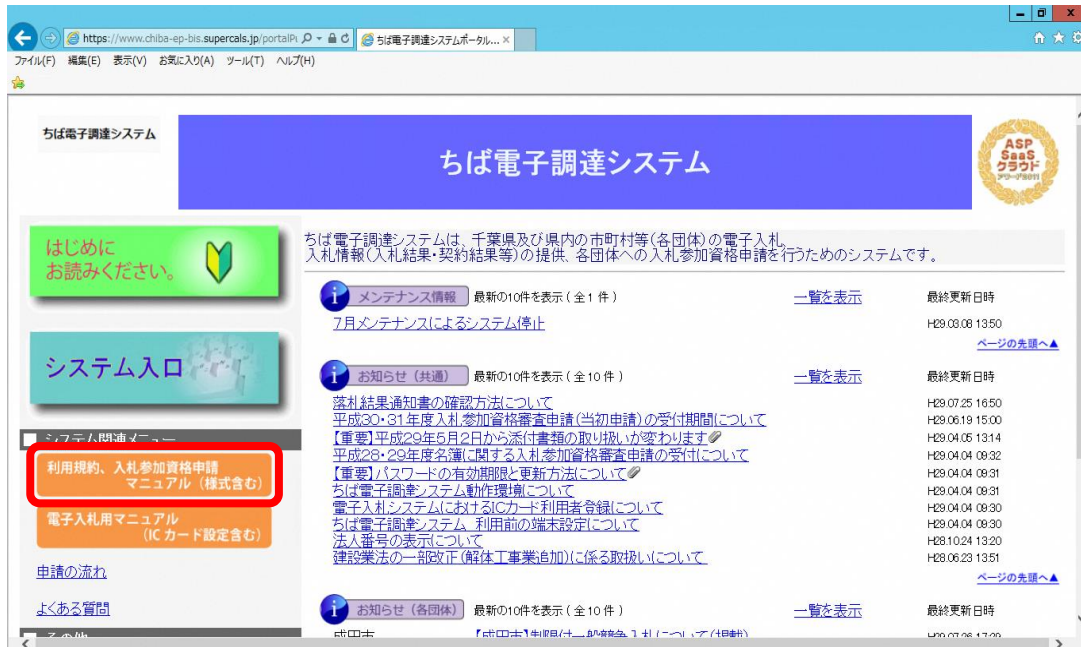 https://www.chiba-ep-bis.supercals.jp/portalP
ちば電子調達システムポータル... ×
ファイル(F) 編集(E) 表示(V) お気に入り(A) ツール(T) ヘルプ(H)
ちば電子調達システム
ちば電子調達システム
ASP
SaaS
クラウド
はじめに
お読みください。
システム入口
システム関連メニュー
利用規約、入札参加資格申請
マニュアル（様式含む）
電子入札用マニュアル
（IC カード設定含む）
申請の流れ
よくある質問
その他
ちば電子調達システムは、千葉県及び県内の市町村等(各団体)の電子入札、
入札情報(入札結果・契約結果等)の提供、各団体への入札参加資格申請を行うためのシステムです。
メンテナンス情報 最新の10件を表示(全1件) 一覧を表示 最終更新日時
7月メンテナンスによるシステム停止 H29.03.08 13:50
ページの先頭へ▲
お知らせ（共通） 最新の10件を表示(全10件) 一覧を表示 最終更新日時
落札結果通知書の確認方法について H29.07.25 16:50
平成30・31年度入札参加資格審査申請(当初申請)の受付期間について H29.06.19 15:00
【重要】平成29年5月2日から添付書類の取り扱いが変わります H29.04.05 13:14
平成28・29年度名簿に関する入札参加資格審査申請の受付について H29.04.04 09:32
【重要】パスワードの有効期限と更新方法について H29.04.04 09:31
ちば電子調達システム動作環境について H29.04.04 09:31
電子入札システムにおけるICカード利用者登録について H29.04.04 09:30
ちば電子調達システム 利用前の端末設定について H29.04.04 09:30
法人番号の表示について H28.10.24 13:20
建設業法の一部改正(解体工事業追加)に係る取扱いについて H28.06.23 13:51
ページの先頭へ▲
お知らせ（各団体） 最新の10件を表示(全10件) 一覧を表示 最終更新日時
成田市 【成田市】制限付一般競争入札について(掲載) H29.07.26 17:29